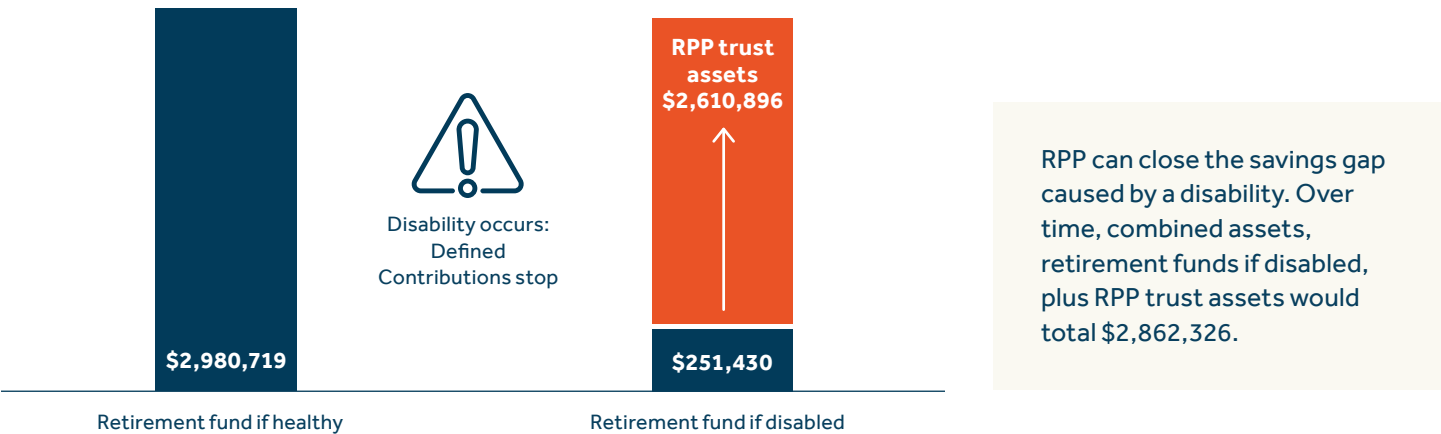 RPP trust
assets
$2,610,896
Disability occurs:
Defined
Contributions stop
$2,980,719
$251,430
Retirement fund if healthy
Retirement fund if disabled
RPP can close the savings gap
caused by a disability. Over
time, combined assets,
retirement funds if disabled,
plus RPP trust assets would
total $2,862,326.